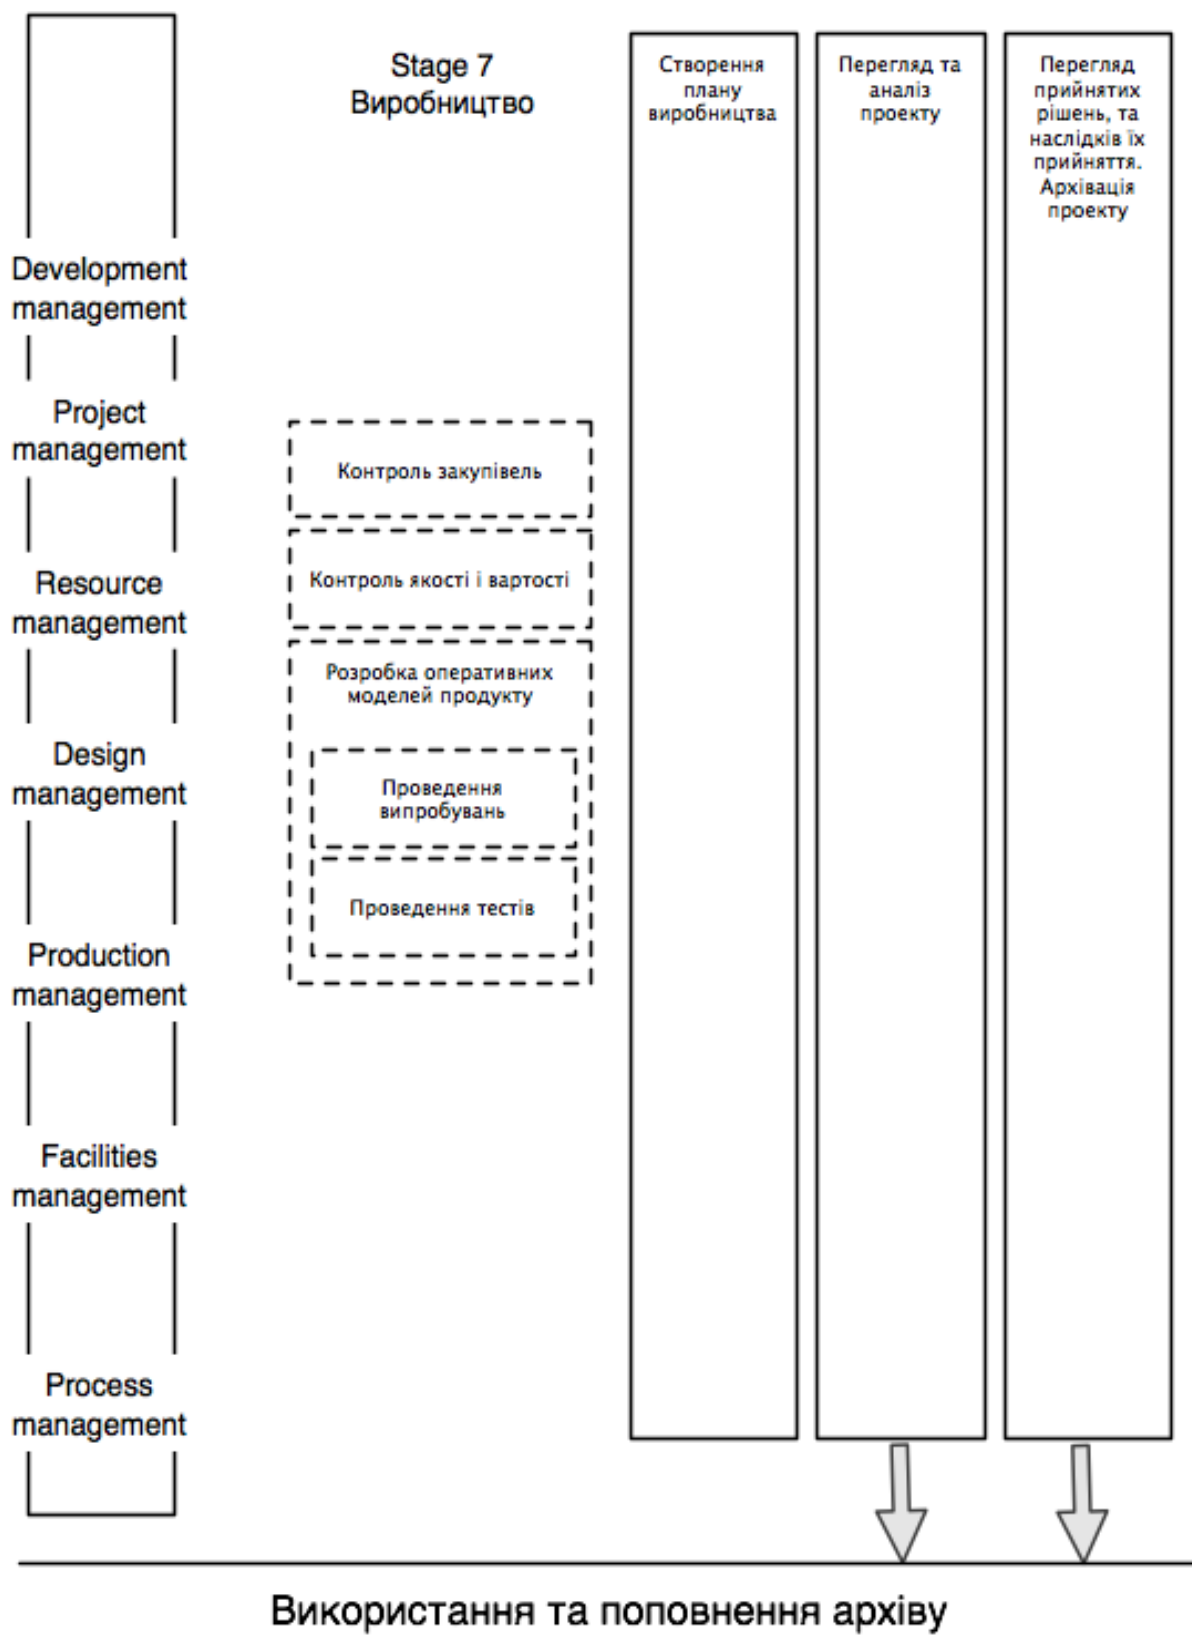 Stage 7
Виробництво
Створення
плану
виробництва
Перегляд та
аналіз
проекту
Перегляд
прийнятих
рішень, та
наслідків їх
прийняття.
Архівація
проекту
Development
management
Project
management
Контроль закупівель
Resource
management
Контроль якості і вартості
Розробка оперативних
моделей продукту
Design
management
Проведення
випробувань
Проведення тестів
Production
management
Facilities
management
Process
management
Використання та поповнення архіву